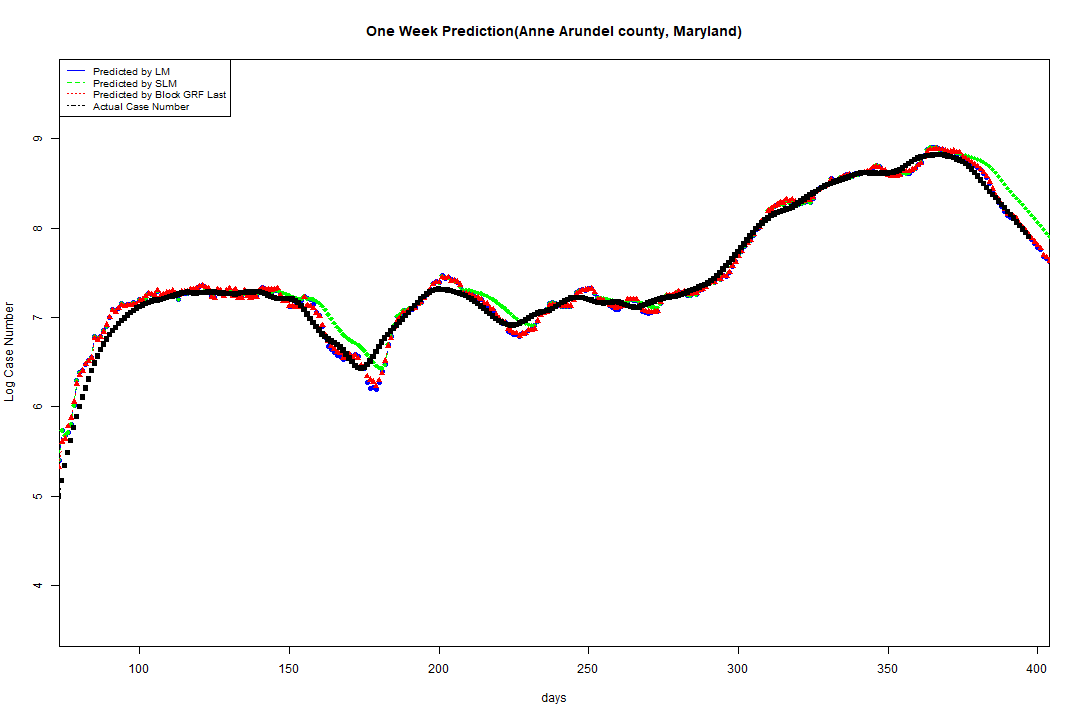 One Week Prediction(Anne Arundel county, Maryland)
Predicted by LM
Predicted by SLM
Predicted by Block GRF Last
Actual Case Number
9
8
7
6
5
4
Log Case Number
100 150 200 250 300 350 400
days